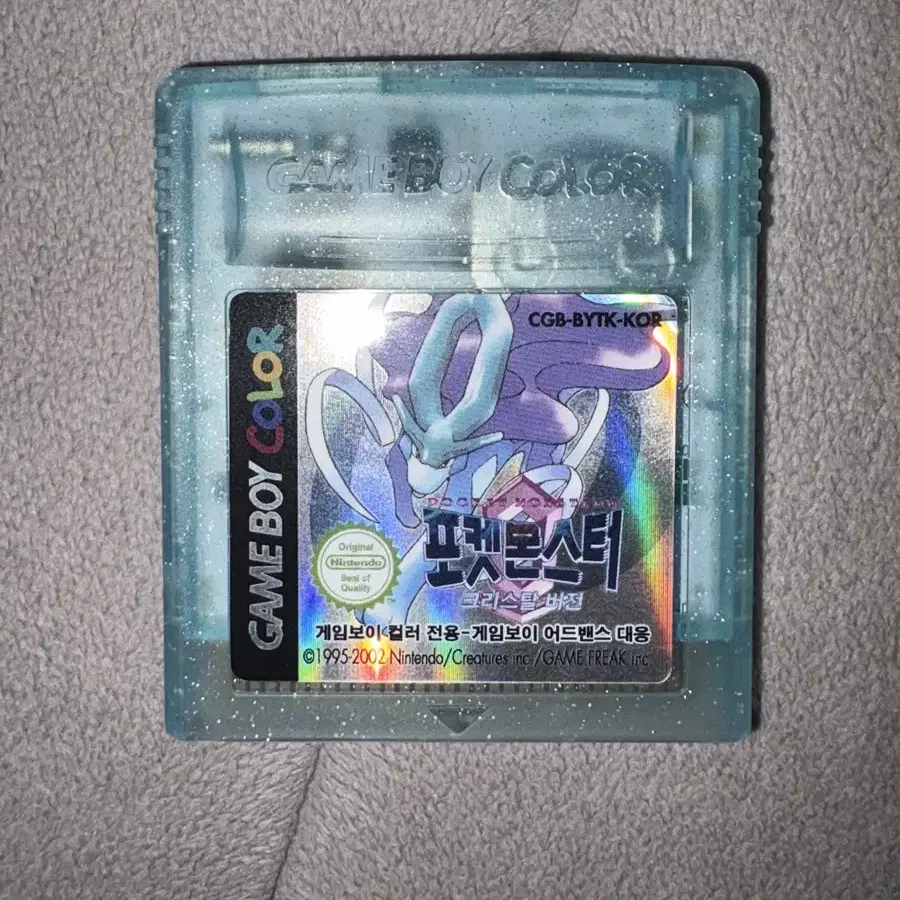 GAME BOY COLOR
CGB-BYTK-KOR
GAME BOY COLOR
POCKET MONSTERS
포켓몬스터
크리스탈 버전
Original
Nintendo
Seal of
Quality
게임보이 컬러 전용-게임보이 어드밴스 대응
©1995-2002 Nintendo/Creatures inc./GAME FREAK inc.